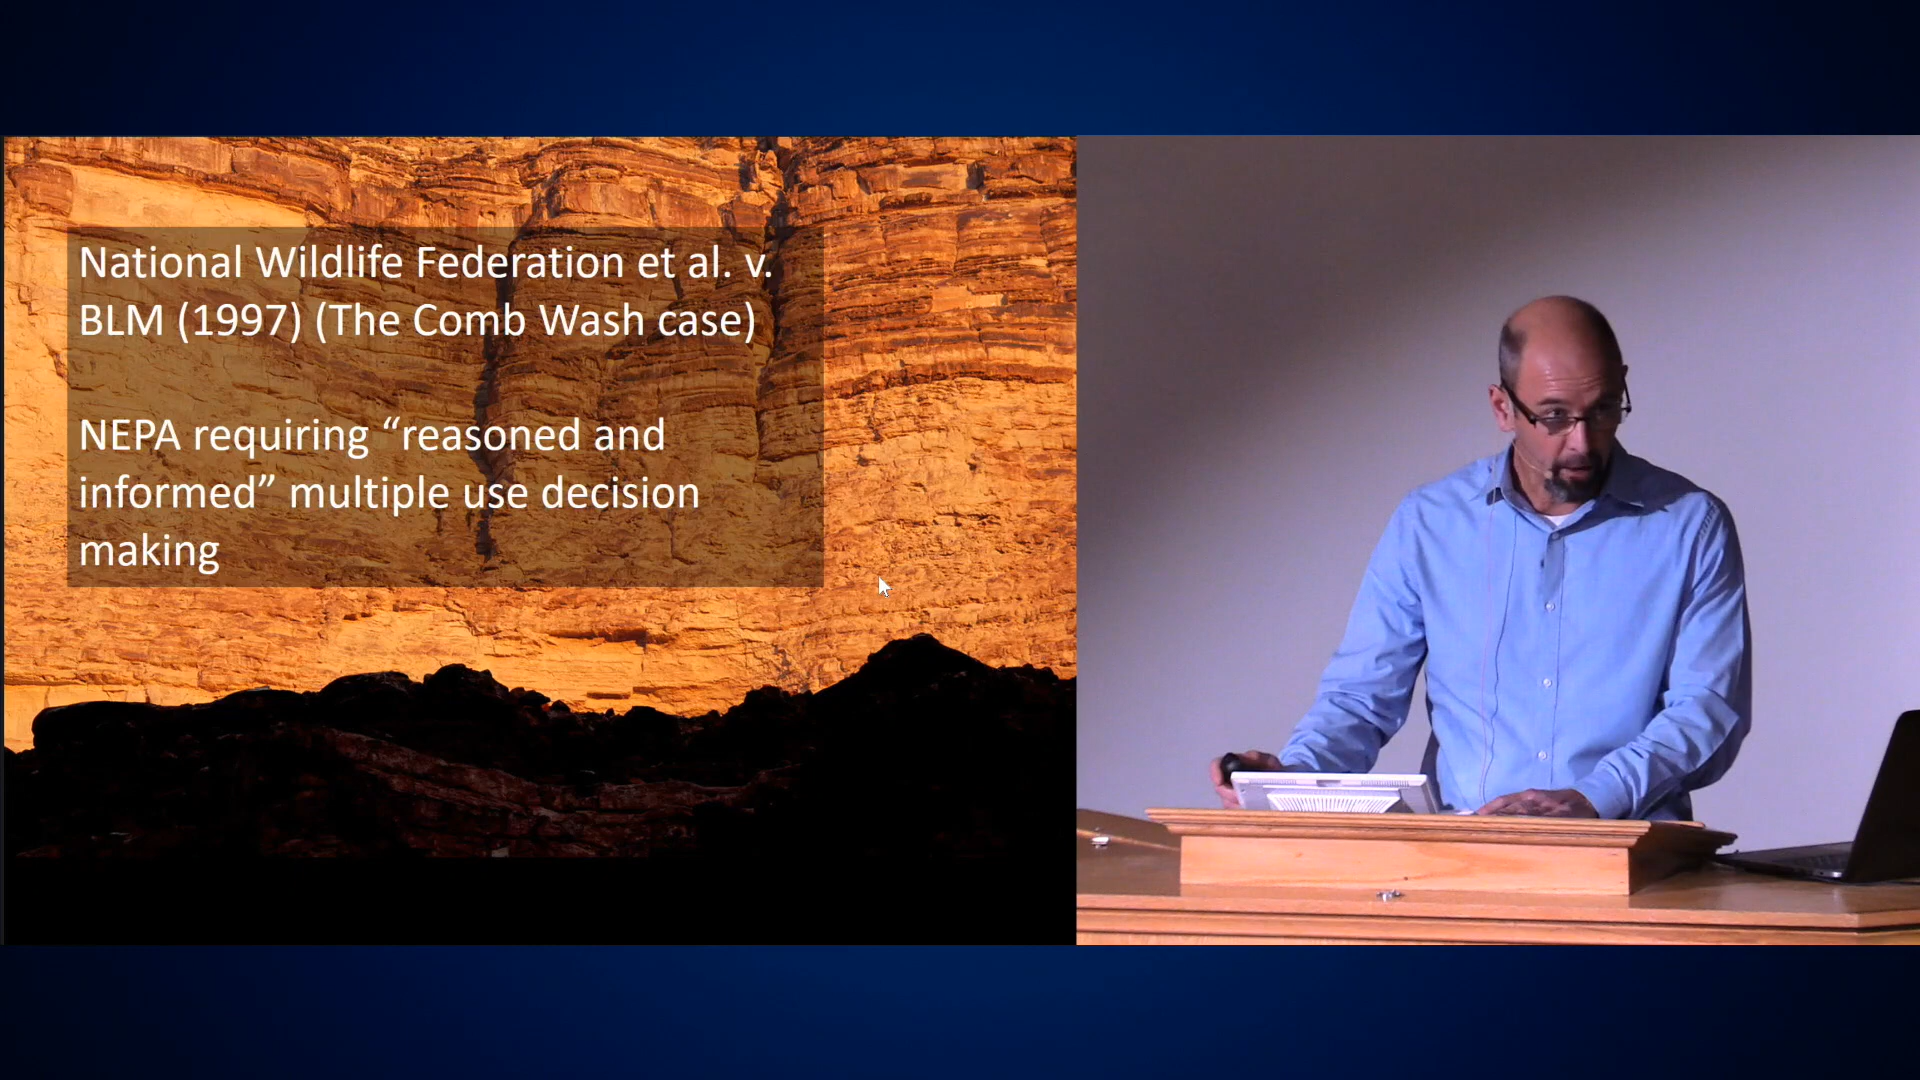 National Wildlife Federation et al. v.
BLM (1997) (The Comb Wash case)
NEPA requiring “reasoned and
informed” multiple use decision
making